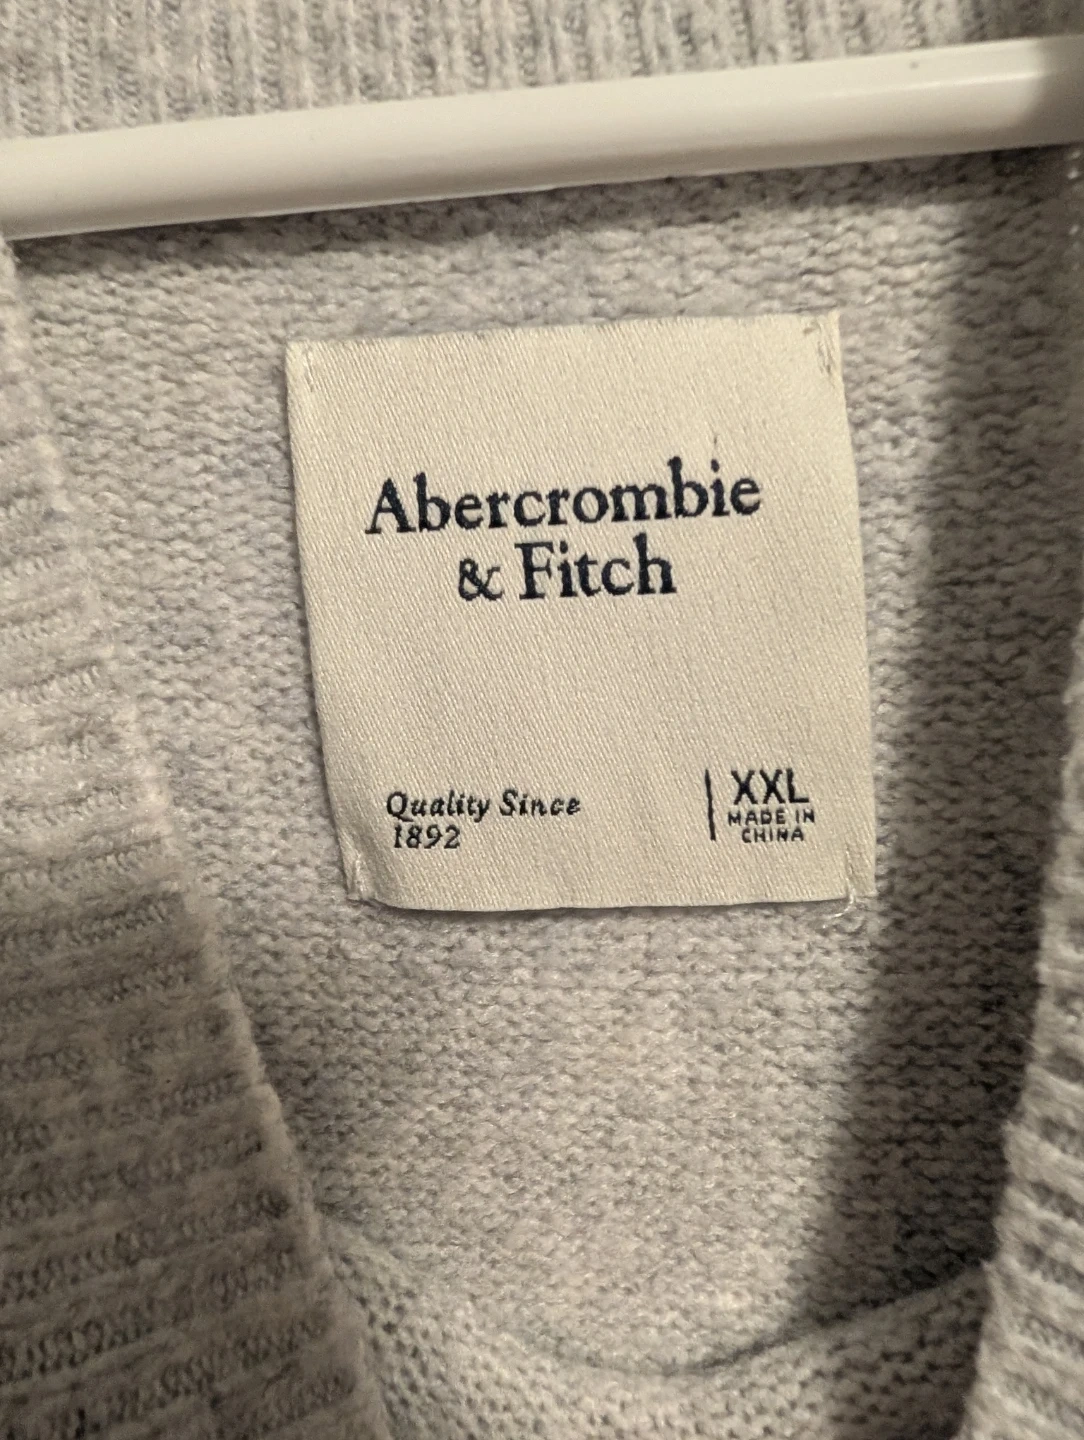 Abercrombie
& Fitch
Quality Since
1892
XXL
MADE IN
CHINA